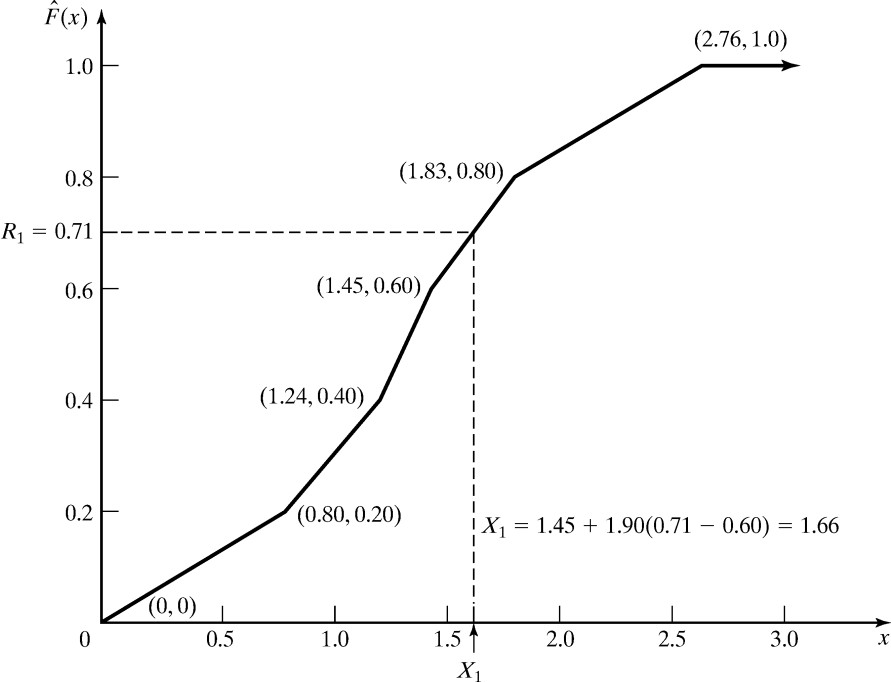 F̂(x)
(2.76, 1.0)
1.0
(1.83, 0.80)
0.8
R₁ = 0.71
(1.45, 0.60)
0.6
(1.24, 0.40)
0.4
(0.80, 0.20)
0.2
X₁ = 1.45 + 1.90(0.71 − 0.60) = 1.66
(0, 0)
0 0.5 1.0 1.5 2.0 2.5 3.0 x
X₁